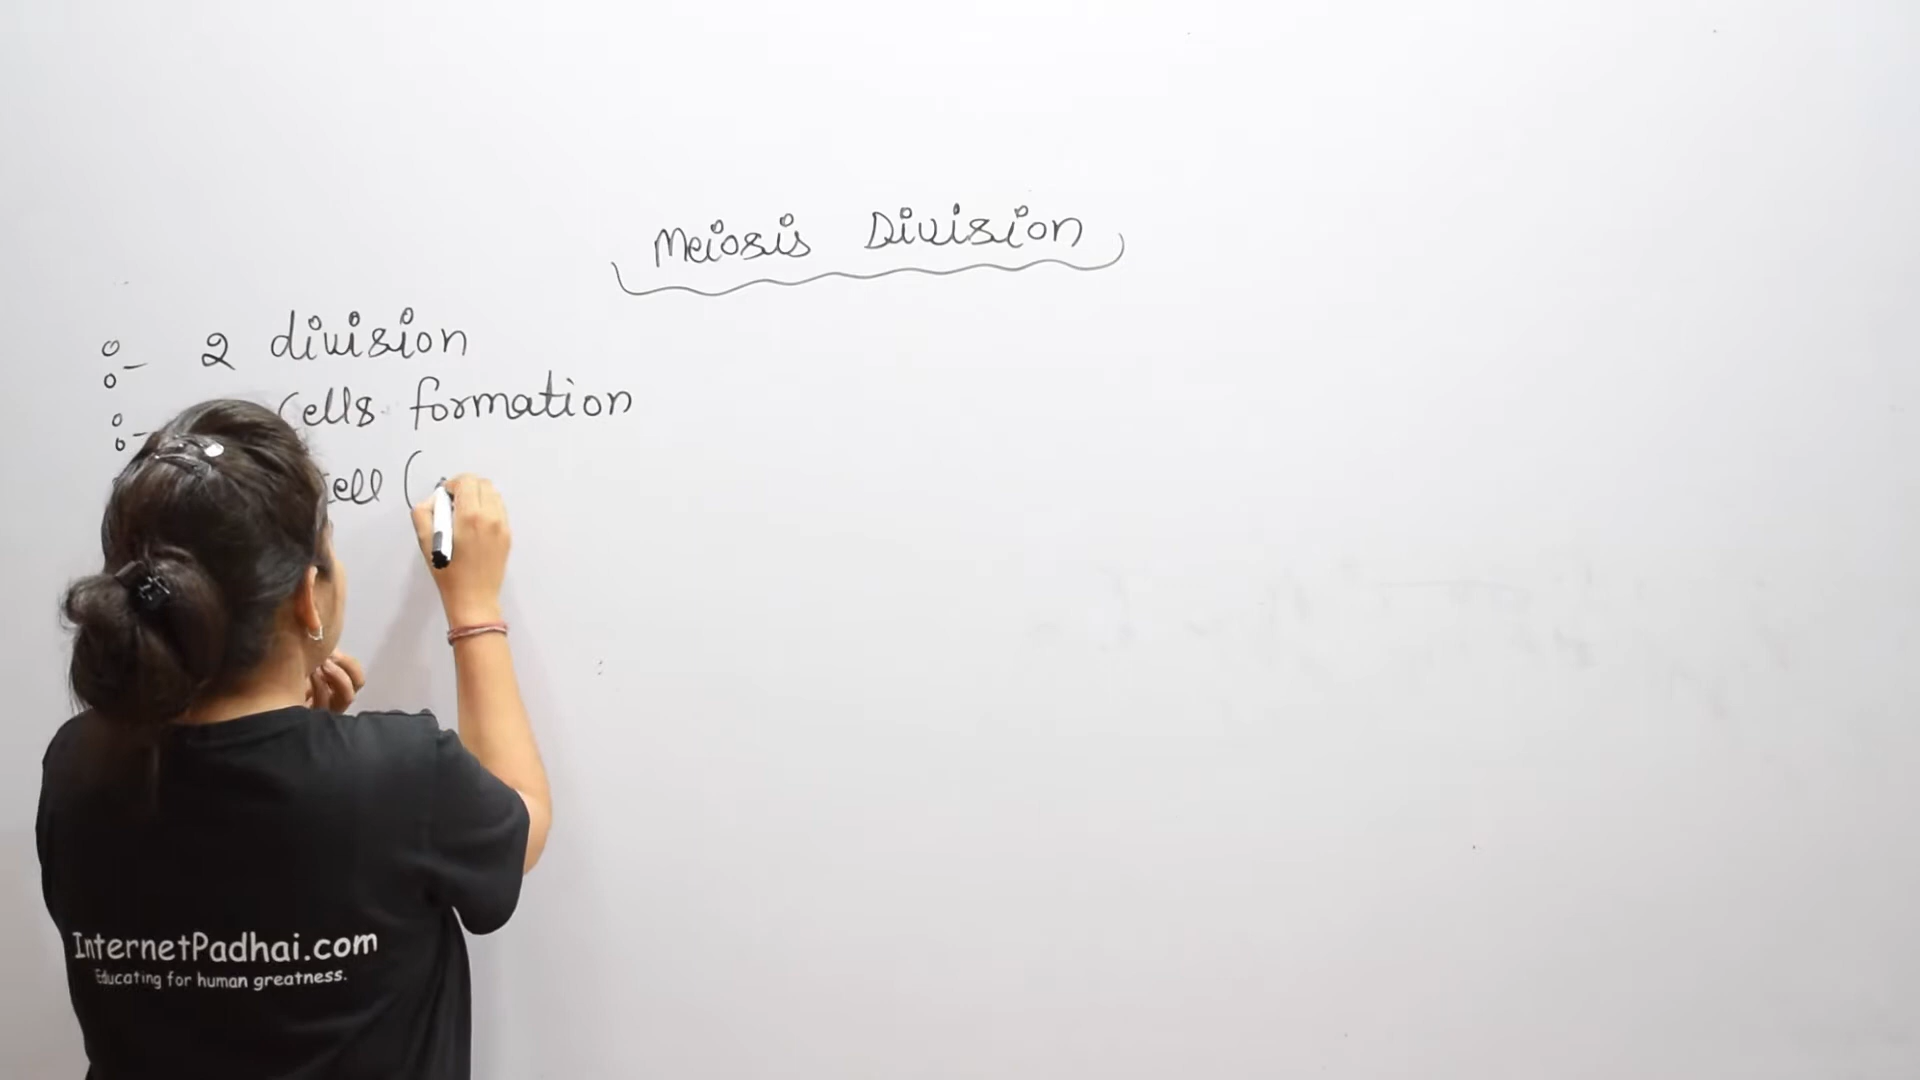 Meiosis Division
2 division
Cells formation
cell (
InternetPadhai.com
Educating for human greatness.